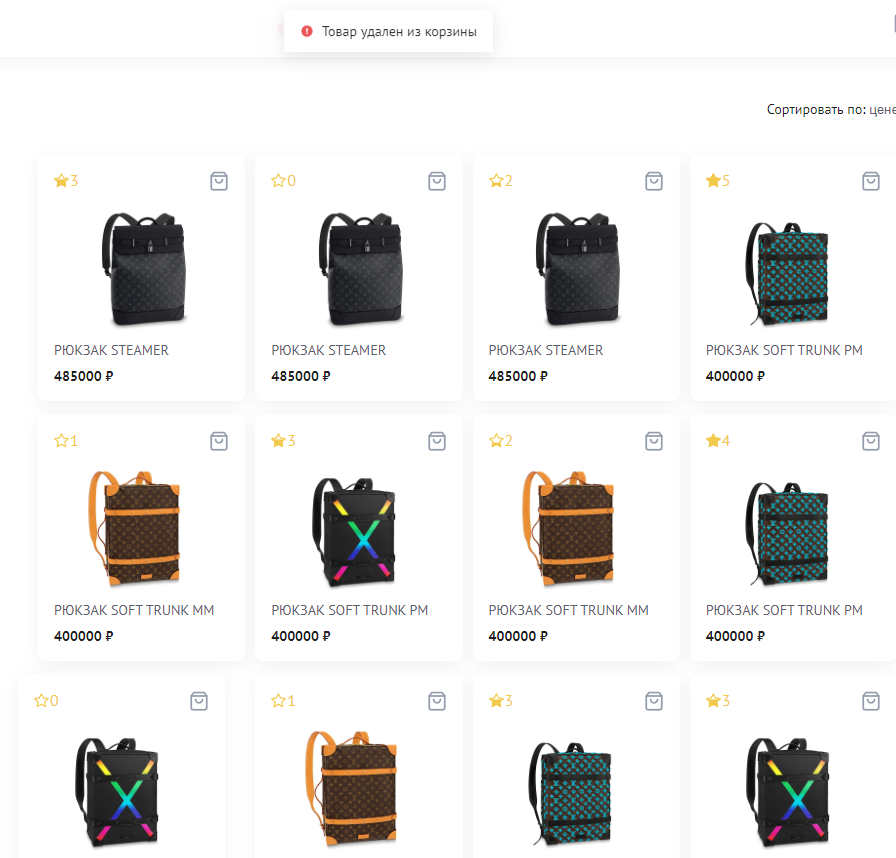 Товар удален из корзины
Сортировать по: цене
3
0
2
5
РЮКЗАК STEAMER
РЮКЗАК STEAMER
РЮКЗАК STEAMER
РЮКЗАК SOFT TRUNK PM
485000 ₽
485000 ₽
485000 ₽
400000 ₽
1
3
2
4
РЮКЗАК SOFT TRUNK MM
РЮКЗАК SOFT TRUNK PM
РЮКЗАК SOFT TRUNK MM
РЮКЗАК SOFT TRUNK PM
400000 ₽
400000 ₽
400000 ₽
400000 ₽
0
1
3
3